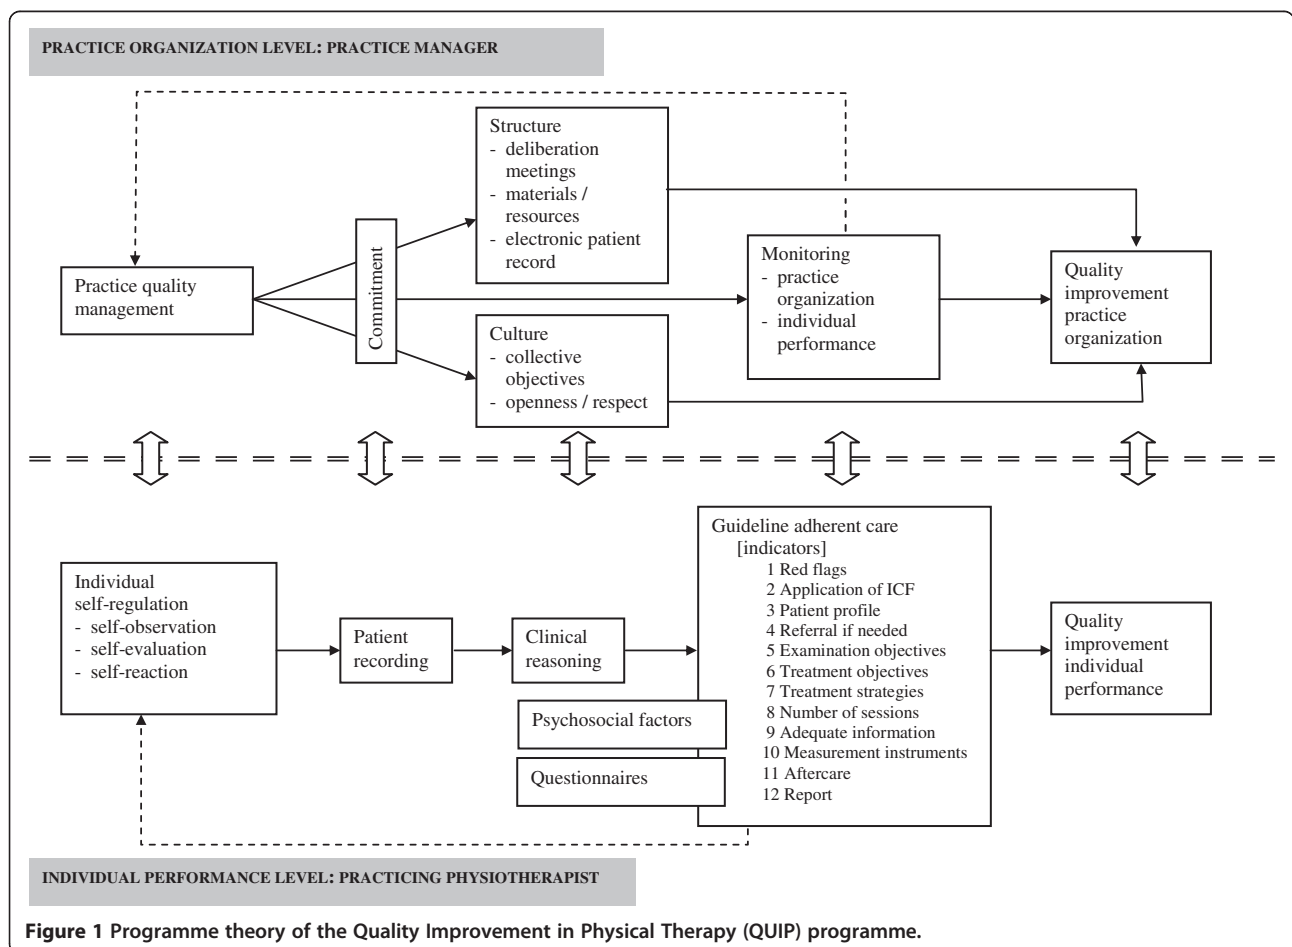 PRACTICE ORGANIZATION LEVEL: PRACTICE MANAGER
Structure
- deliberation
meetings
- materials /
resources
- electronic patient
record
Practice quality
management
Commitment
Culture
- collective
objectives
- openness / respect
Monitoring
- practice
organization
- individual
performance
Quality
improvement
practice
organization
Individual
self-regulation
- self-observation
- self-evaluation
- self-reaction
Patient
recording
Clinical
reasoning
Psychosocial factors
Questionnaires
Guideline adherent care
[indicators]
1 Red flags
2 Application of ICF
3 Patient profile
4 Referral if needed
5 Examination objectives
6 Treatment objectives
7 Treatment strategies
8 Number of sessions
9 Adequate information
10 Measurement instruments
11 Aftercare
12 Report
Quality
improvement
individual
performance
INDIVIDUAL PERFORMANCE LEVEL: PRACTICING PHYSIOTHERAPIST
Figure 1 Programme theory of the Quality Improvement in Physical Therapy (QUIP) programme.